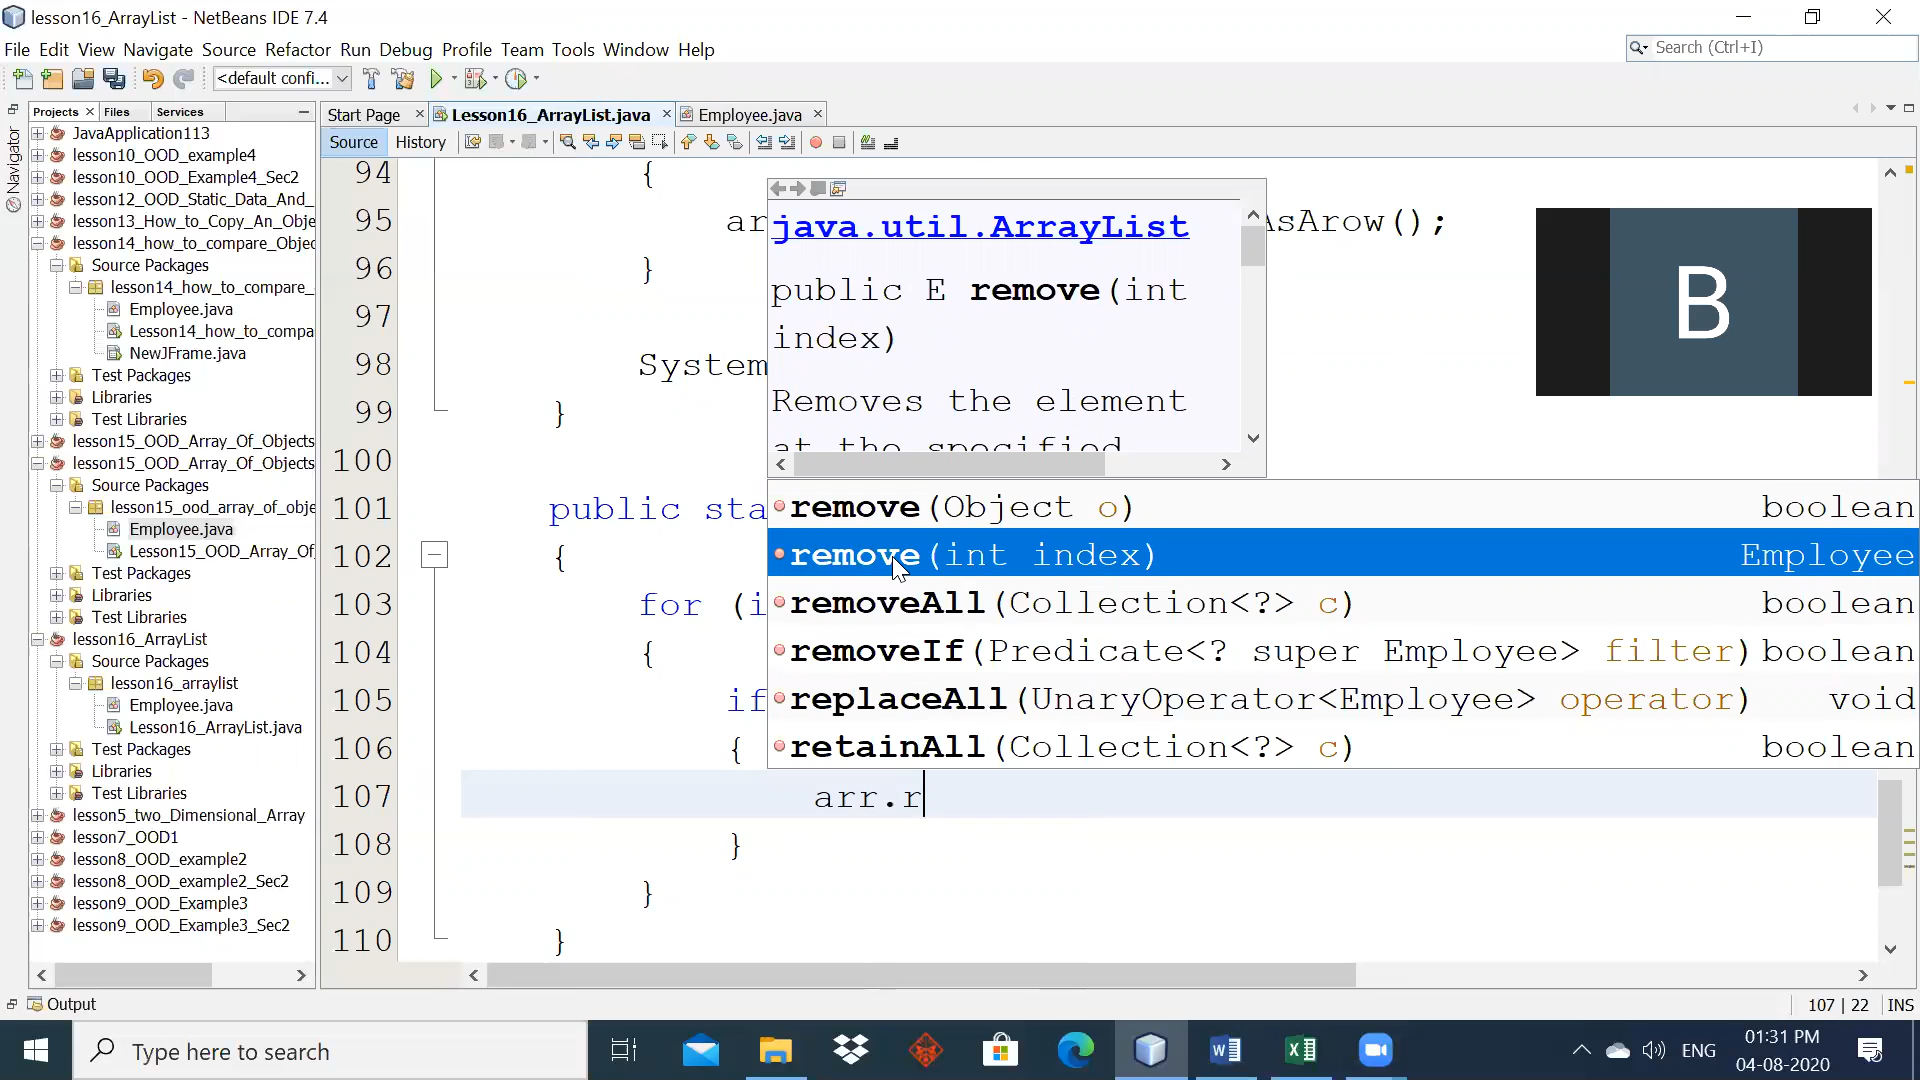 lesson16_ArrayList - NetBeans IDE 7.4
File Edit View Navigate Source Refactor Run Debug Profile Team Tools Window Help
Search (Ctrl+I)
<default confi...
Projects Files Services
Navigator
JavaApplication113
lesson10_OOD_example4
lesson10_OOD_Example4_Sec2
lesson12_OOD_Static_Data_And_
lesson13_How_to_Copy_An_Obje
lesson14_how_to_compare_Objec
Source Packages
lesson14_how_to_compare_
Employee.java
Lesson14_how_to_compa
NewJFrame.java
Test Packages
Libraries
Test Libraries
lesson15_OOD_Array_Of_Objects
lesson15_OOD_Array_Of_Objects
Source Packages
lesson15_ood_array_of_obje
Employee.java
Lesson15_OOD_Array_Of
Test Packages
Libraries
Test Libraries
lesson16_ArrayList
Source Packages
lesson16_arraylist
Employee.java
Lesson16_ArrayList.java
Test Packages
Libraries
Test Libraries
lesson5_two_Dimensional_Array
lesson7_OOD1
lesson8_OOD_example2
lesson8_OOD_example2_Sec2
lesson9_OOD_Example3
lesson9_OOD_Example3_Sec2
Start Page Lesson16_ArrayList.java Employee.java
Source History
94 {
95 ar AsArow();
96 }
97
98 System
99 }
100
101 public sta
102 {
103 for (i
104 {
105 if
106 {
107 arr.r
108 }
109 }
110 }
java.util.ArrayList
public E remove(int
index)
Removes the element
at the specified
remove(Object o) boolean
remove(int index) Employee
removeAll(Collection<?> c) boolean
removeIf(Predicate<? super Employee> filter) boolean
replaceAll(UnaryOperator<Employee> operator) void
retainAll(Collection<?> c) boolean
B
Output
107 | 22 INS
Type here to search
ENG
01:31 PM
04-08-2020